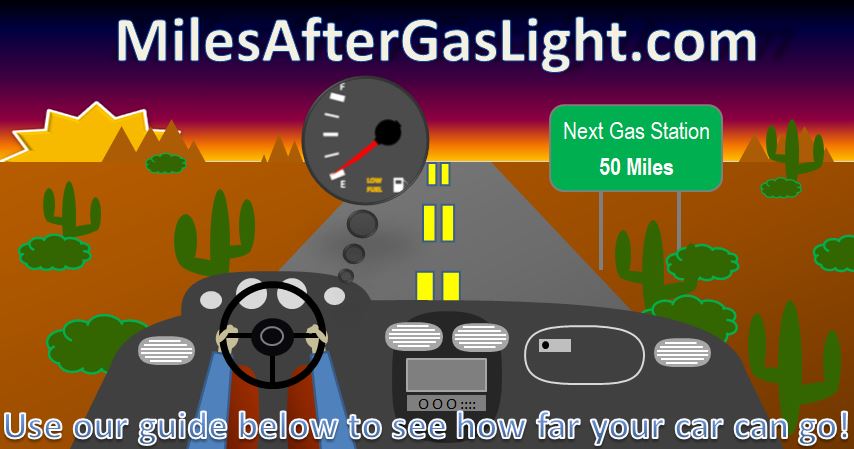 MilesAfterGasLight.com
F
Next Gas Station
50 Miles
E
LOW
FUEL
Use our guide below to see how far your car can go!